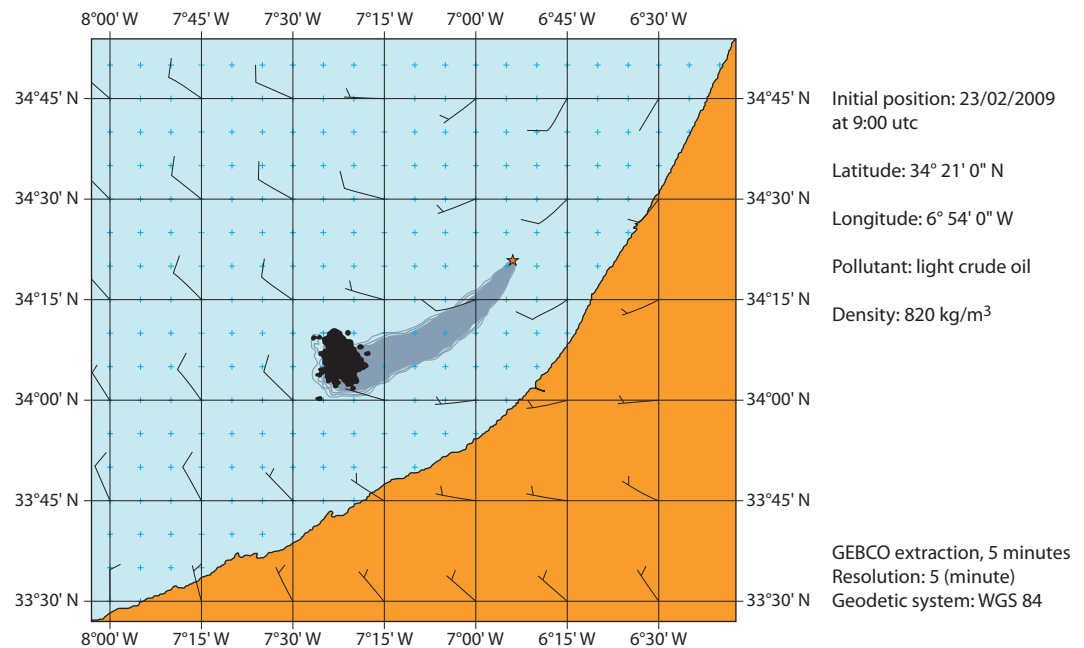 8°00' W 7°45' W 7°30' W 7°15' W 7°00' W 6°15' W 6°30' W
34°45' N 34°45' N
34°30' N 34°30' N
34°15' N 34°15' N
34°00' N 34°00' N
33°45' N 33°45' N
33°30' N 33°30' N
8°00' W 7°45' W 7°30' W 7°15' W 7°00' W 6°15' W 6°30' W
Initial position: 23/02/2009
at 9:00 utc
Latitude: 34° 21' 0" N
Longitude: 6° 54' 0" W
Pollutant: light crude oil
Density: 820 kg/m³
GEBCO extraction, 5 minutes
Resolution: 5 (minute)
Geodetic system: WGS 84